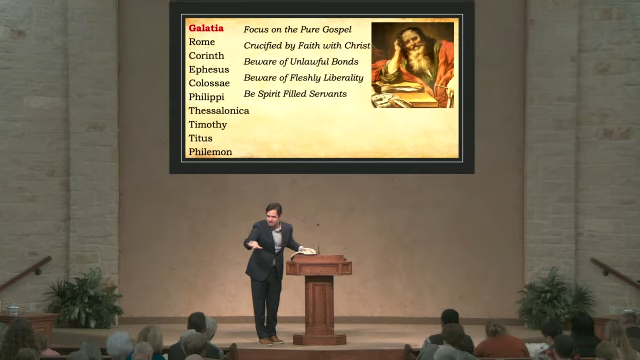 Galatia
Rome
Corinth
Ephesus
Colossae
Philippi
Thessalonica
Timothy
Titus
Philemon
Focus on the Pure Gospel
Crucified by Faith with Christ
Beware of Unlawful Bonds
Beware of Fleshly Liberality
Be Spirit Filled Servants